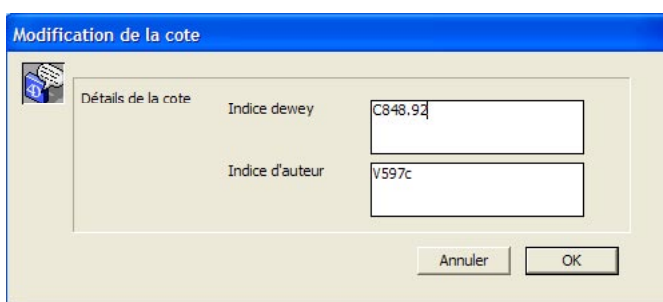 Modification de la cote
Détails de la cote
Indice dewey
C848.92
Indice d'auteur
V597c
Annuler
OK